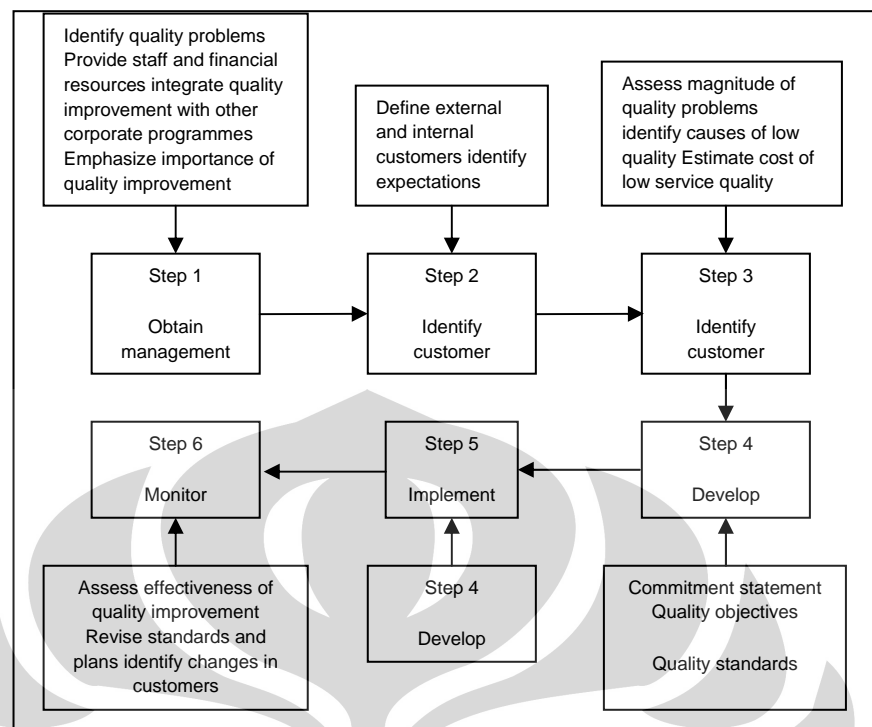 Identify quality problems
Provide staff and financial
resources integrate quality
improvement with other
corporate programmes
Emphasize importance of
quality improvement
Define external
and internal
customers identify
expectations
Assess magnitude of
quality problems
identify causes of low
quality Estimate cost of
low service quality
Step 1
Obtain
management
Step 2
Identify
customer
Step 3
Identify
customer
Step 6
Monitor
Step 5
Implement
Step 4
Develop
Assess effectiveness of
quality improvement
Revise standards and
plans identify changes in
customers
Step 4
Develop
Commitment statement
Quality objectives
Quality standards